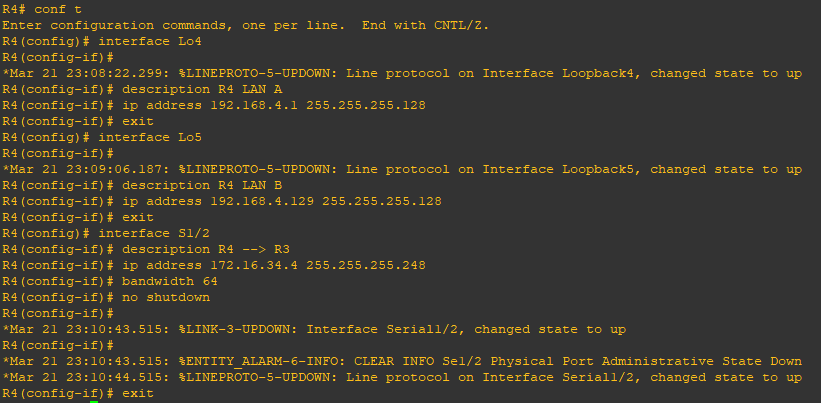 R4# conf t
Enter configuration commands, one per line.  End with CNTL/Z.
R4(config)# interface Lo4
R4(config-if)#
*Mar 21 23:08:22.299: %LINEPROTO-5-UPDOWN: Line protocol on Interface Loopback4, changed state to up
R4(config-if)# description R4 LAN A
R4(config-if)# ip address 192.168.4.1 255.255.255.128
R4(config-if)# exit
R4(config)# interface Lo5
R4(config-if)#
*Mar 21 23:09:06.187: %LINEPROTO-5-UPDOWN: Line protocol on Interface Loopback5, changed state to up
R4(config-if)# description R4 LAN B
R4(config-if)# ip address 192.168.4.129 255.255.255.128
R4(config-if)# exit
R4(config)# interface S1/2
R4(config-if)# description R4 --> R3
R4(config-if)# ip address 172.16.34.4 255.255.255.248
R4(config-if)# bandwidth 64
R4(config-if)# no shutdown
R4(config-if)#
*Mar 21 23:10:43.515: %LINK-3-UPDOWN: Interface Serial1/2, changed state to up
R4(config-if)#
*Mar 21 23:10:43.515: %ENTITY_ALARM-6-INFO: CLEAR INFO Se1/2 Physical Port Administrative State Down
*Mar 21 23:10:44.515: %LINEPROTO-5-UPDOWN: Line protocol on Interface Serial1/2, changed state to up
R4(config-if)# exit